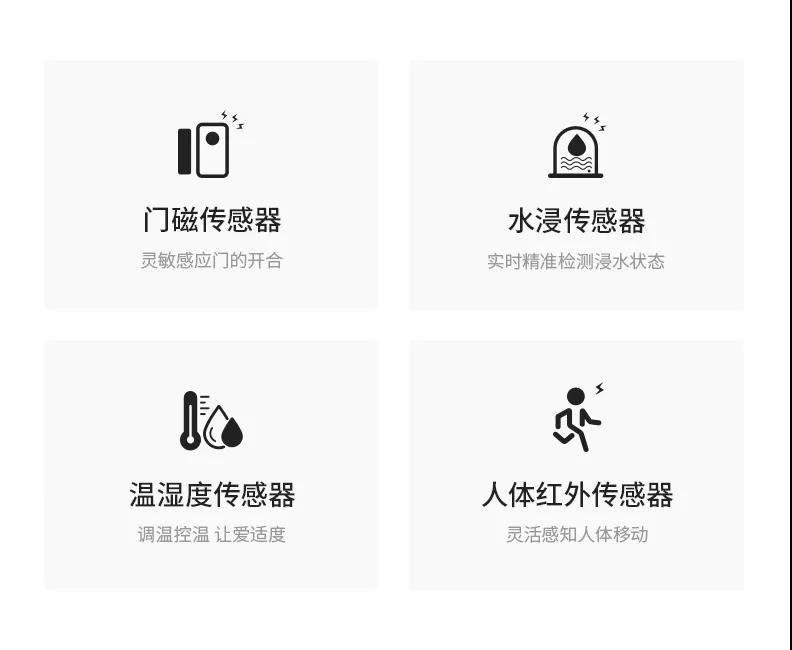 门磁传感器
灵敏感应门的开合
水浸传感器
实时精准检测浸水状态
温湿度传感器
调温控温 让爱适度
人体红外传感器
灵活感知人体移动